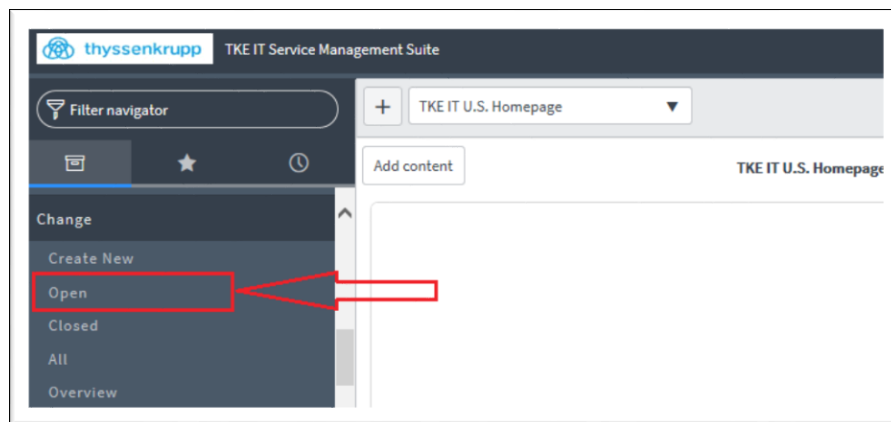 thyssenkrupp TKE IT Service Management Suite
Filter navigator
TKE IT U.S. Homepage
Add content
TKE IT U.S. Homepage
Change
Create New
Open
Closed
All
Overview